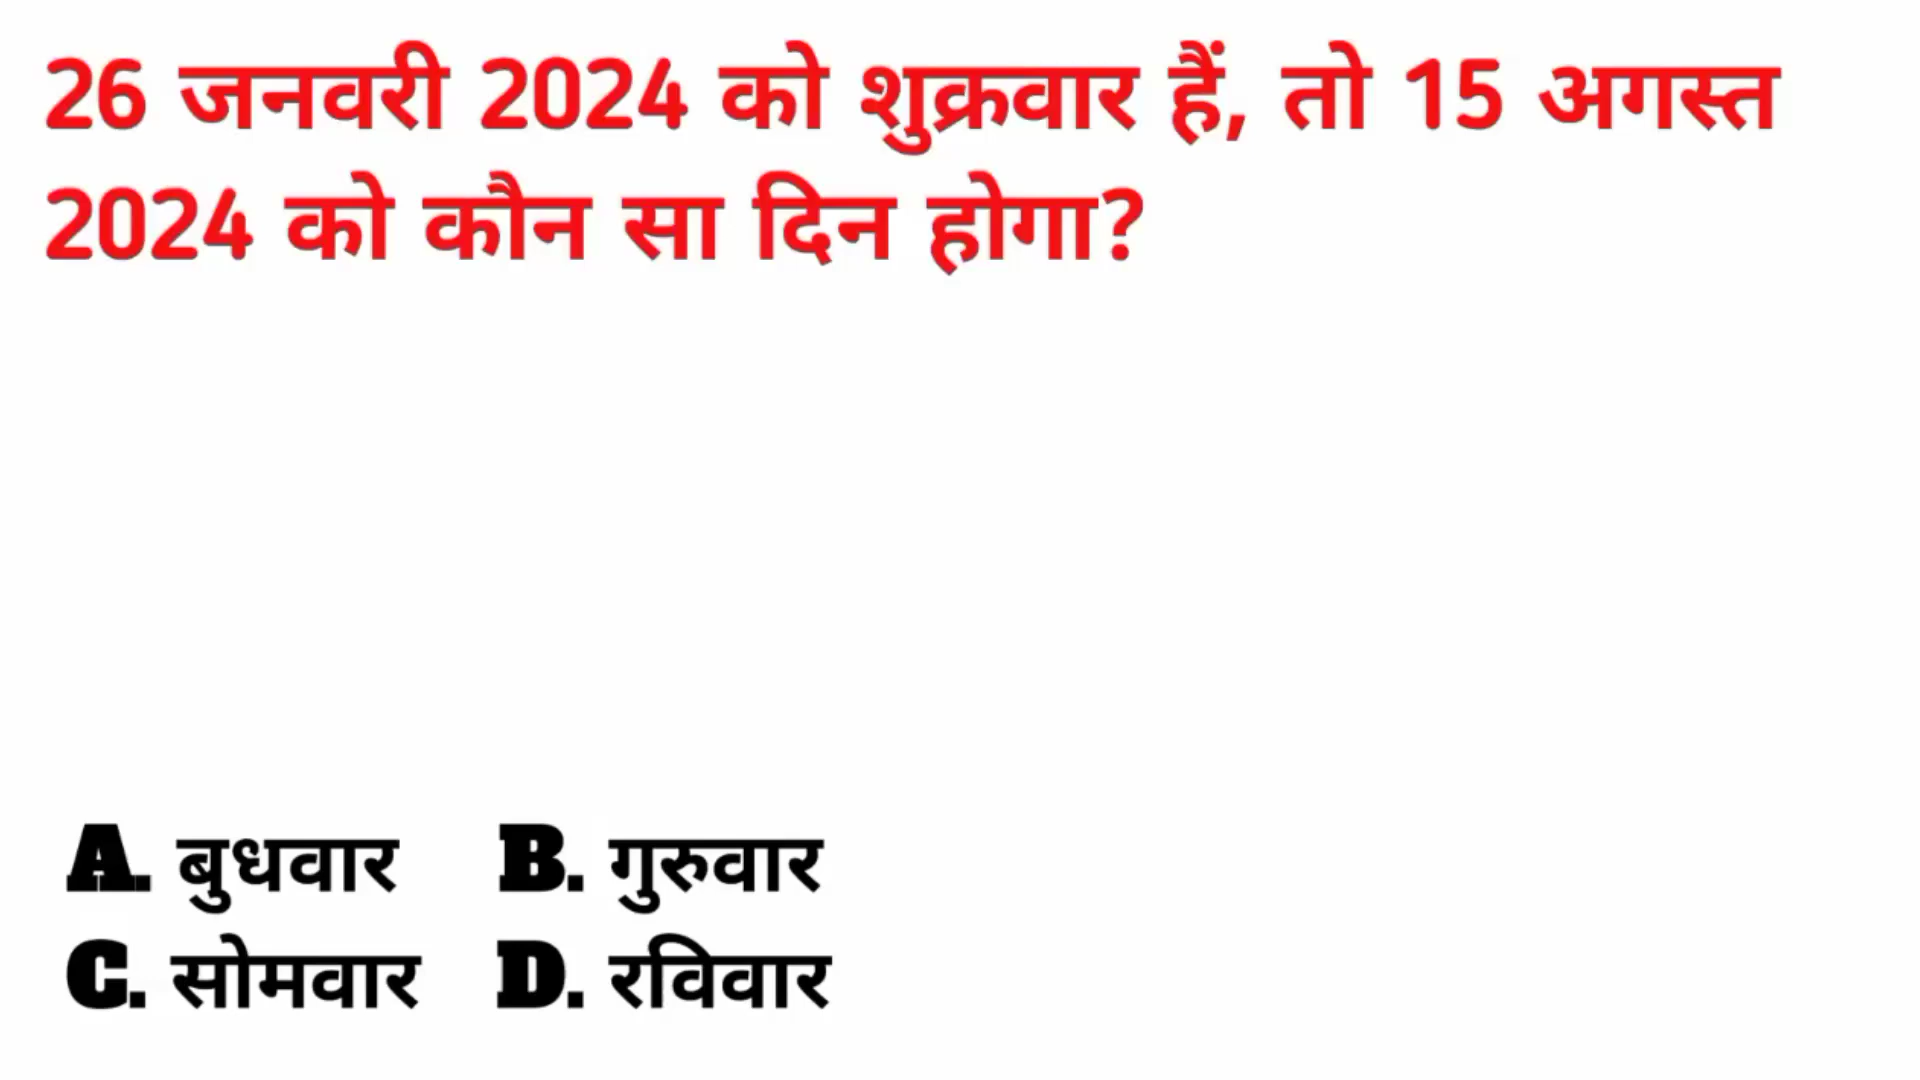 26 जनवरी 2024 को शुक्रवार हैं, तो 15 अगस्त
2024 को कौन सा दिन होगा?
A. बुधवार B. गुरुवार
C. सोमवार D. रविवार